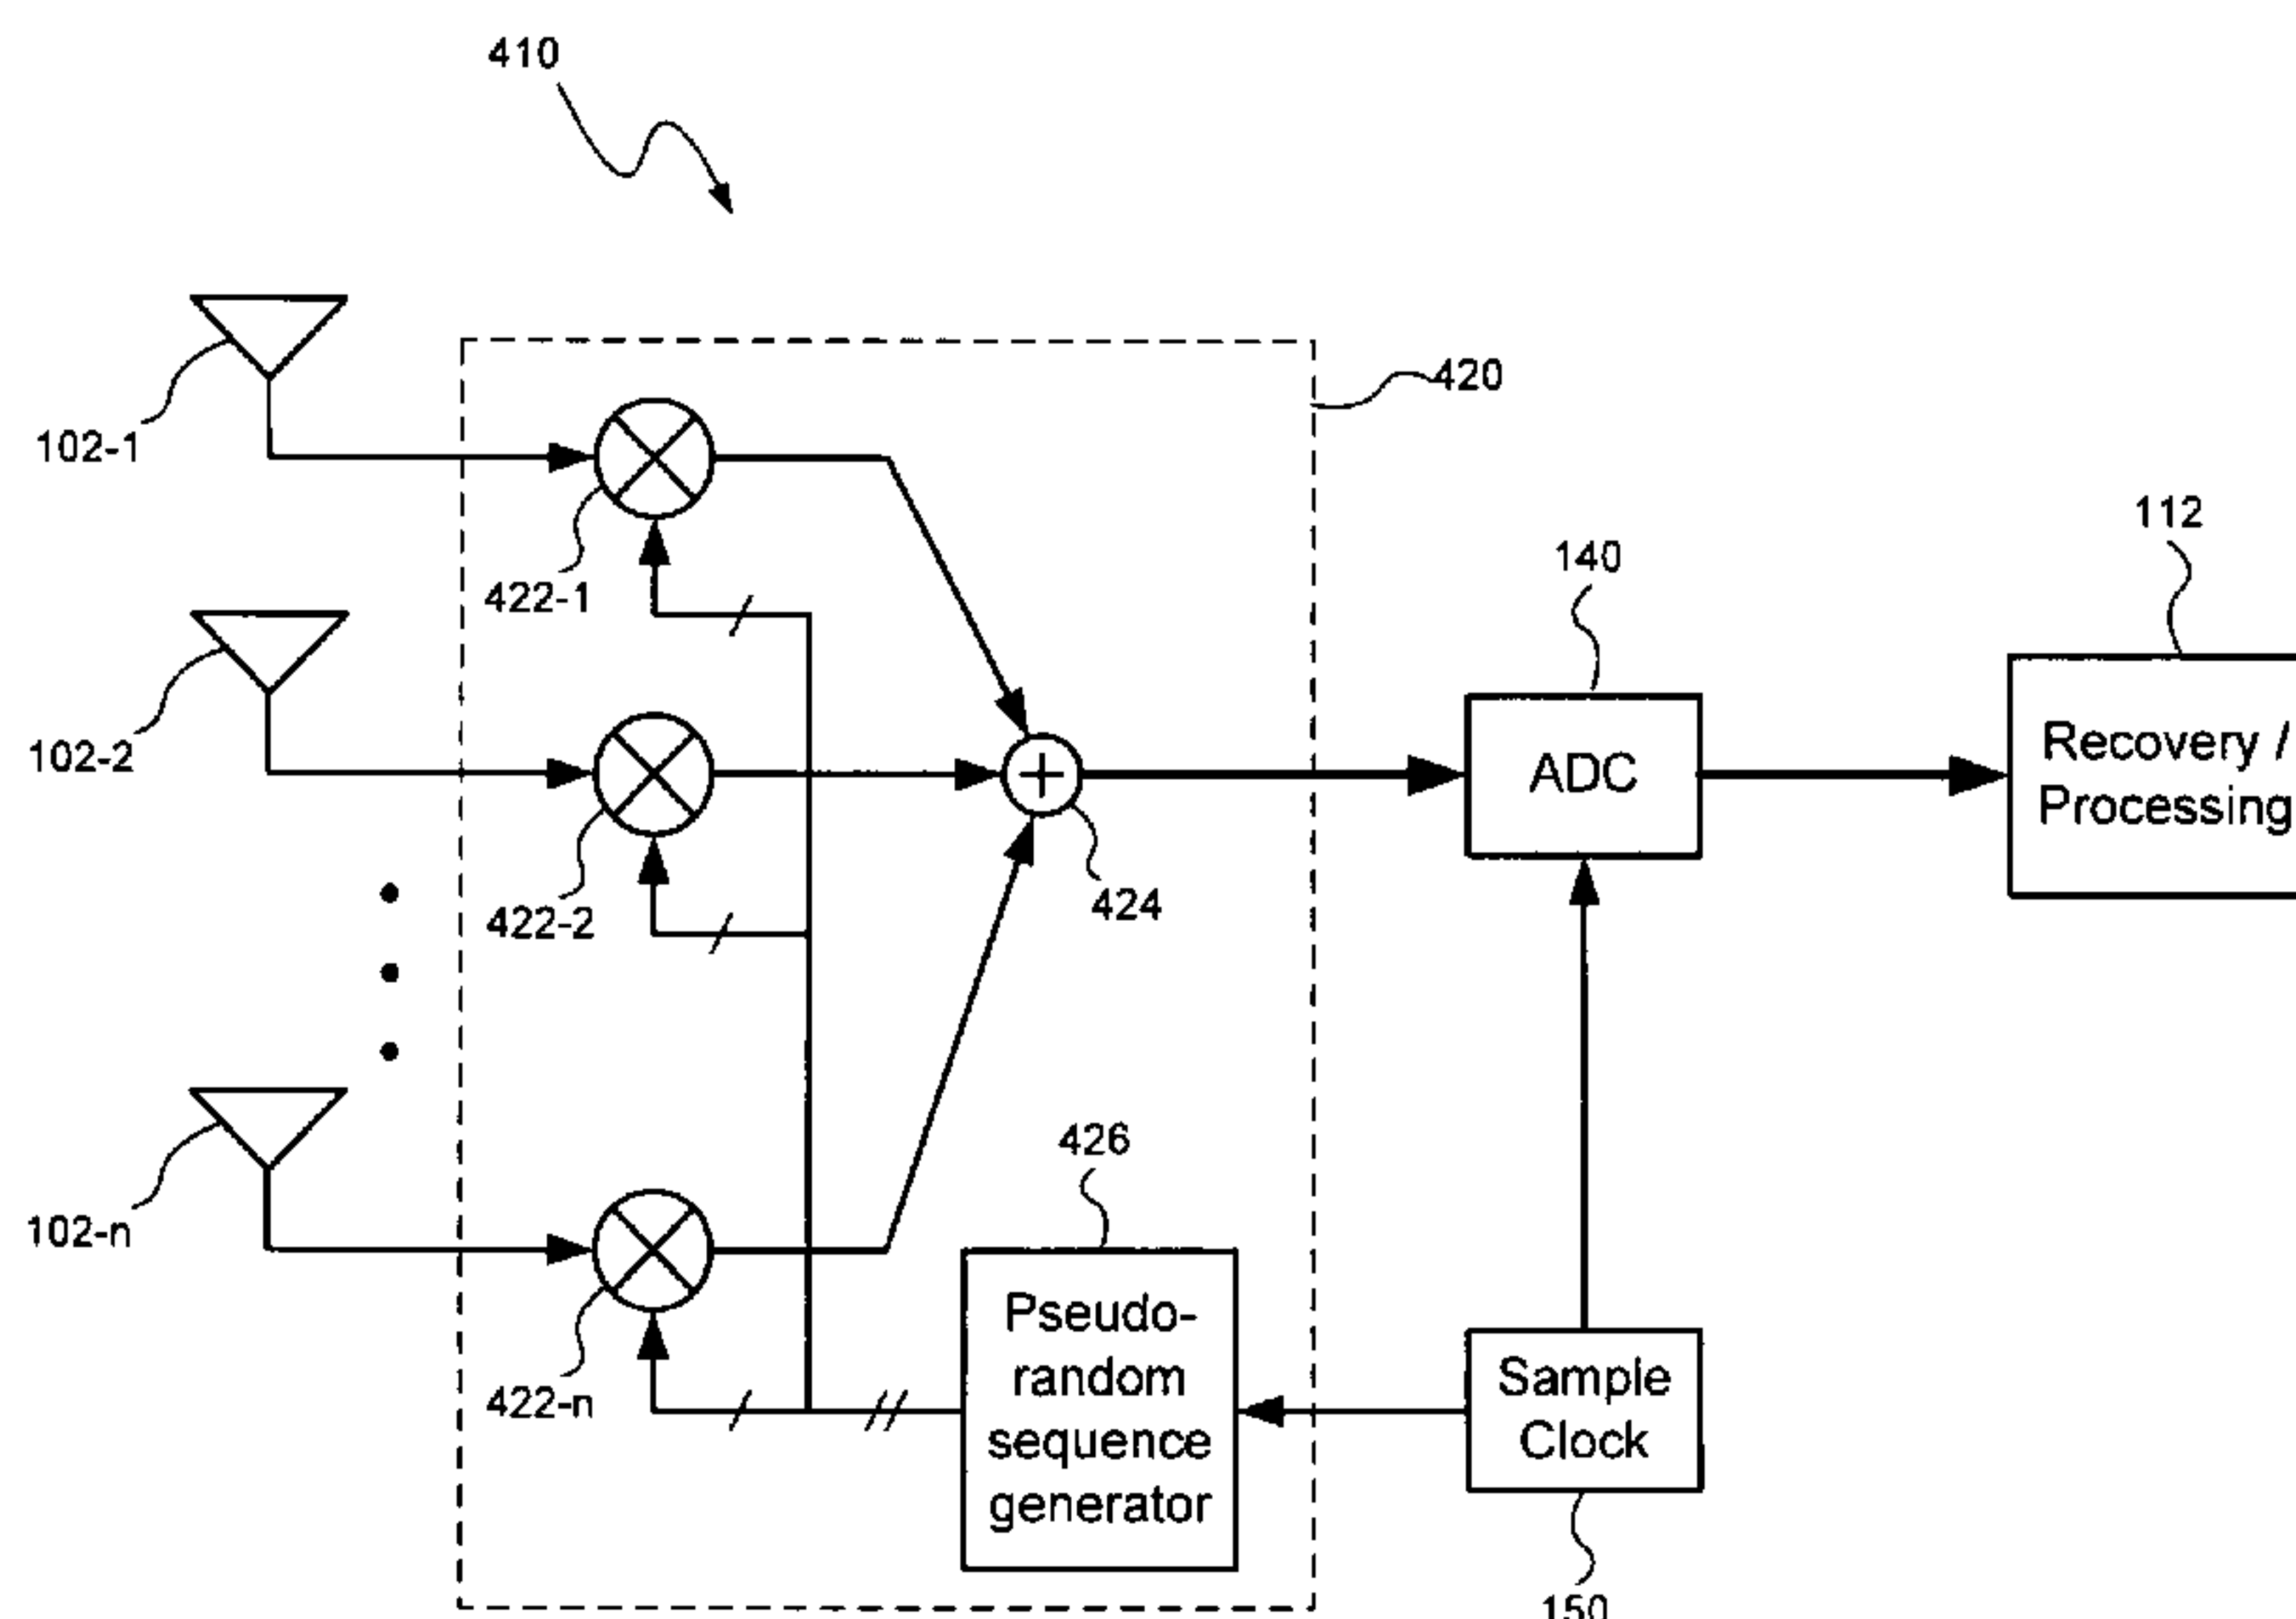 410
102-1
420
422-1
112
140
Recovery /
Processing
ADC
102-2
422-2
424
426
102-n
422-n
Pseudo-
random
sequence
generator
Sample
Clock
150